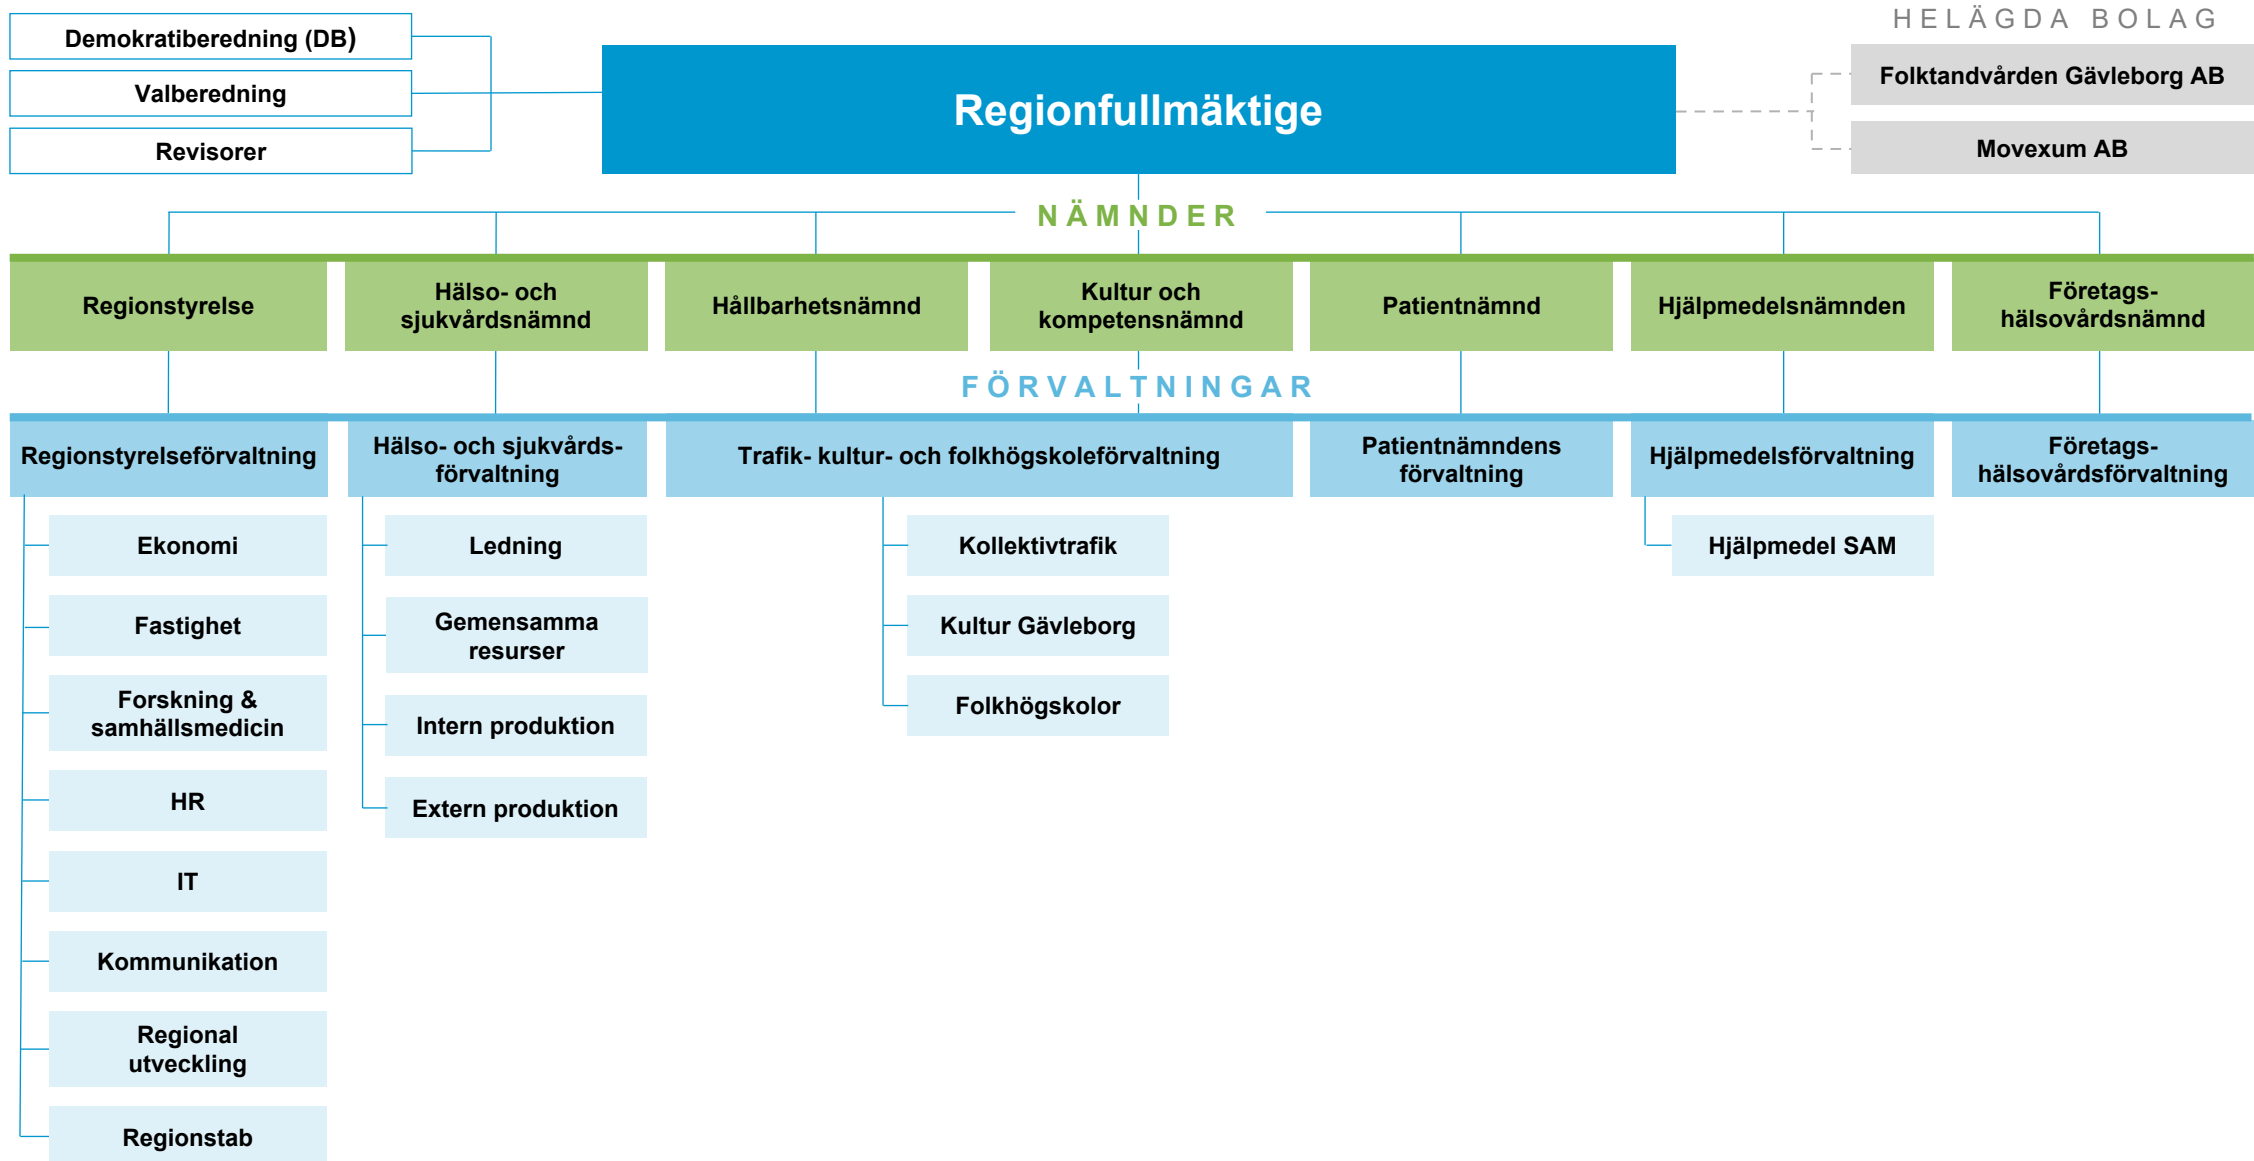 HELÄGDA BOLAG
Demokratiberedning (DB)
Valberedning
Revisorer
Regionfullmäktige
Folktandvården Gävleborg AB
Movexum AB
NÄMNDER
Regionstyrelse
Hälso- och
sjukvårdsnämnd
Hållbarhetsnämnd
Kultur och
kompetensnämnd
Patientnämnd
Hjälpmedelsnämnden
Företags-
hälsovårdsnämnd
FÖRVALTNINGAR
Regionstyrelseförvaltning
Hälso- och sjukvårds-
förvaltning
Trafik- kultur- och folkhögskoleförvaltning
Patientnämndens
förvaltning
Hjälpmedelsförvaltning
Företags-
hälsovårdsförvaltning
Ekonomi
Fastighet
Forskning &
samhällsmedicin
HR
IT
Kommunikation
Regional
utveckling
Regionstab
Ledning
Gemensamma
resurser
Intern produktion
Extern produktion
Kollektivtrafik
Kultur Gävleborg
Folkhögskolor
Hjälpmedel SAM